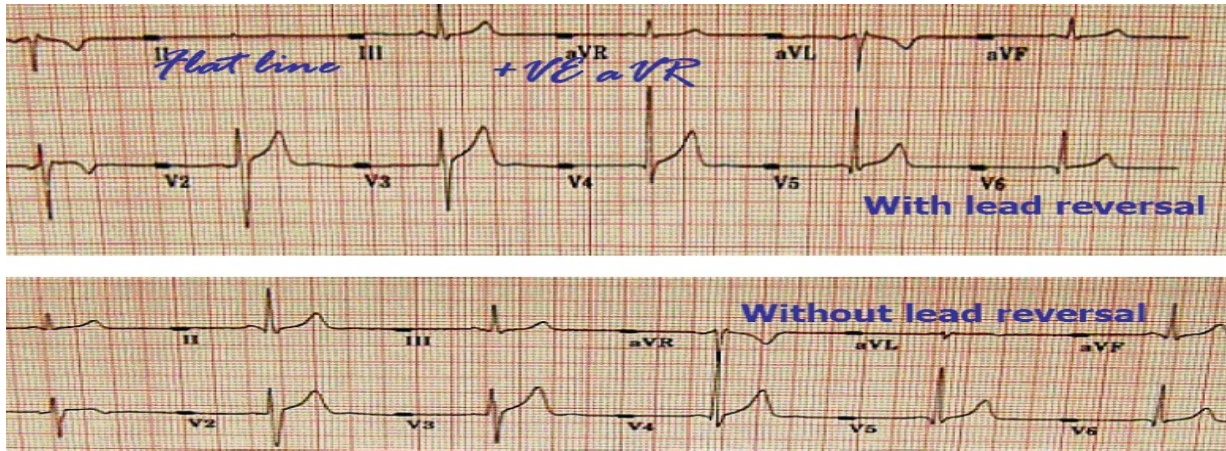 II III aVR aVL aVF
Flat line +VE aVR
V2 V3 V4 V5 V6
With lead reversal
Without lead reversal
II III aVR aVL aVF
V2 V3 V4 V5 V6